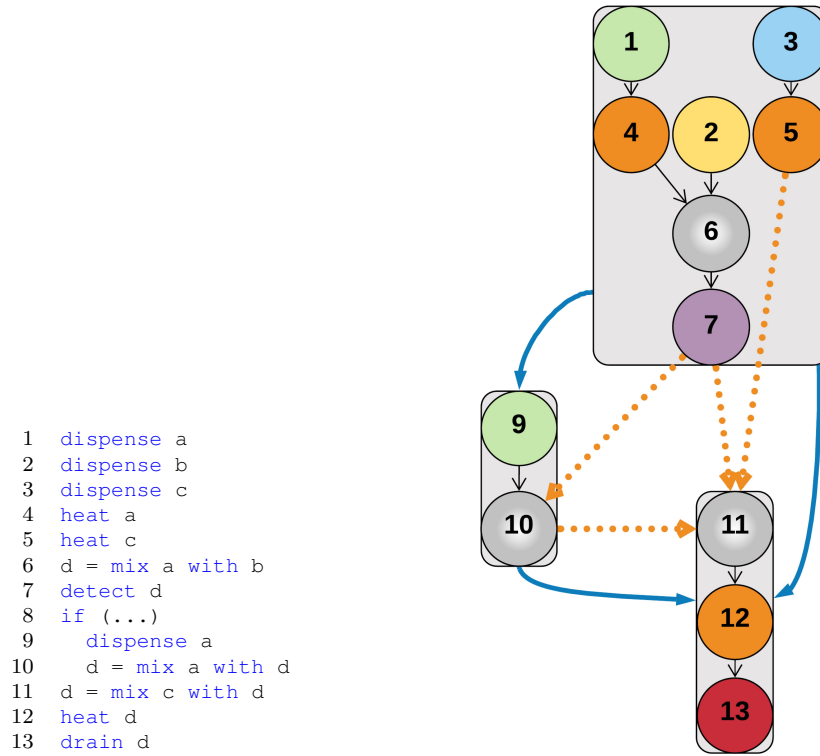 1 3
4 2 5
6
7
9
10 11
12
13
1 dispense a
2 dispense b
3 dispense c
4 heat a
5 heat c
6 d = mix a with b
7 detect d
8 if (...)
9 dispense a
10 d = mix a with d
11 d = mix c with d
12 heat d
13 drain d